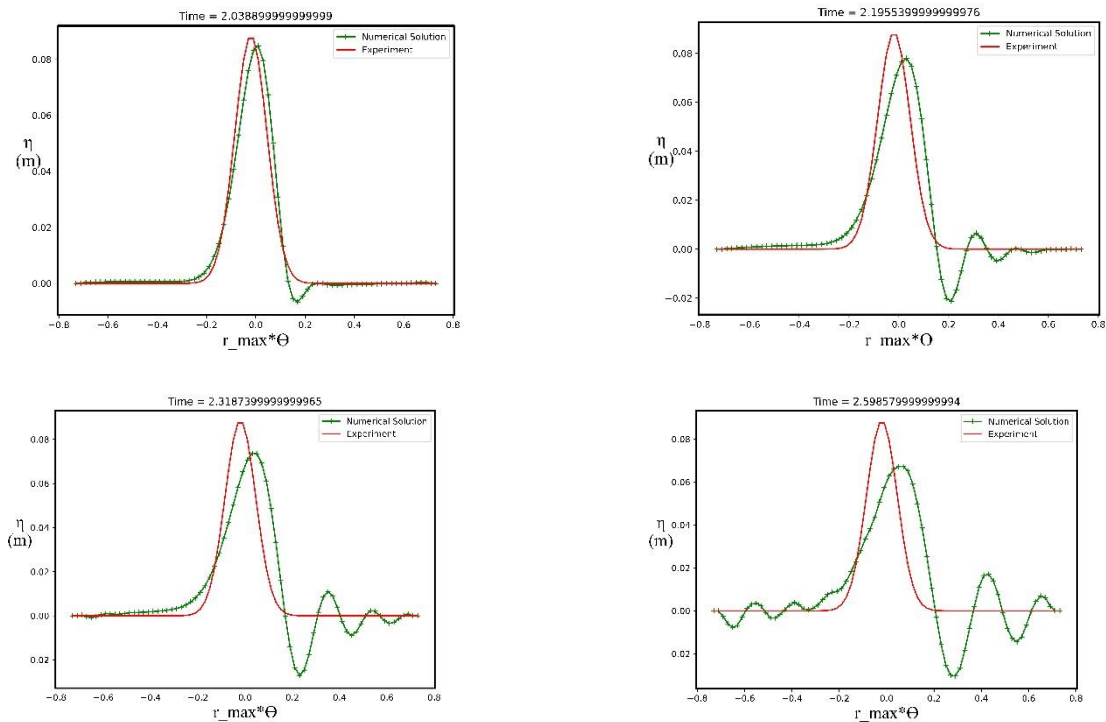 Time = 2.038899999999999
Numerical Solution
Experiment
0.08
0.06
0.04
0.02
0.00
η
(m)
−0.8 −0.6 −0.4 −0.2 0.0 0.2 0.4 0.6 0.8
r_max*Θ
Time = 2.1955399999999976
Numerical Solution
Experiment
0.08
0.06
0.04
0.02
0.00
−0.02
η
(m)
−0.8 −0.6 −0.4 −0.2 0.0 0.2 0.4 0.6 0.8
r max*O
Time = 2.3187399999999965
Numerical Solution
Experiment
0.08
0.06
0.04
0.02
0.00
0.02
η
(m)
−0.8 −0.6 −0.4 −0.2 0.0 0.2 0.4 0.6 0.8
r_max*Θ
Time = 2.598579999999994
Numerical Solution
Experiment
0.08
0.06
0.04
0.02
0.00
0.02
η
(m)
−0.8 −0.6 −0.4 −0.2 0.0 0.2 0.4 0.6 0.8
r_max*Θ